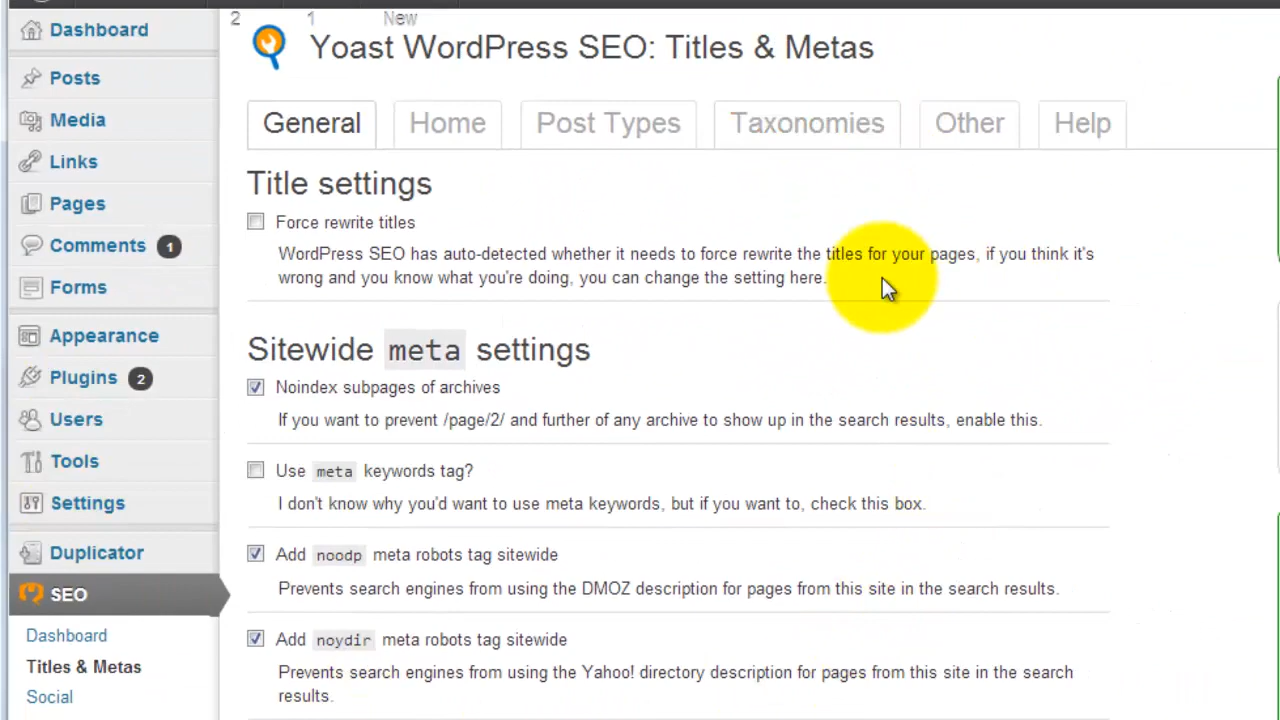 2 1 New
Yoast WordPress SEO: Titles & Metas
General Home Post Types Taxonomies Other Help
Title settings
Force rewrite titles
WordPress SEO has auto-detected whether it needs to force rewrite the titles for your pages, if you think it's
wrong and you know what you're doing, you can change the setting here.
Sitewide meta settings
Noindex subpages of archives
If you want to prevent /page/2/ and further of any archive to show up in the search results, enable this.
Use meta keywords tag?
I don't know why you'd want to use meta keywords, but if you want to, check this box.
Add noodp meta robots tag sitewide
Prevents search engines from using the DMOZ description for pages from this site in the search results.
Add noydir meta robots tag sitewide
Prevents search engines from using the Yahoo! directory description for pages from this site in the search
results.
Dashboard
Posts
Media
Links
Pages
Comments 1
Forms
Appearance
Plugins 2
Users
Tools
Settings
Duplicator
SEO
Dashboard
Titles & Metas
Social